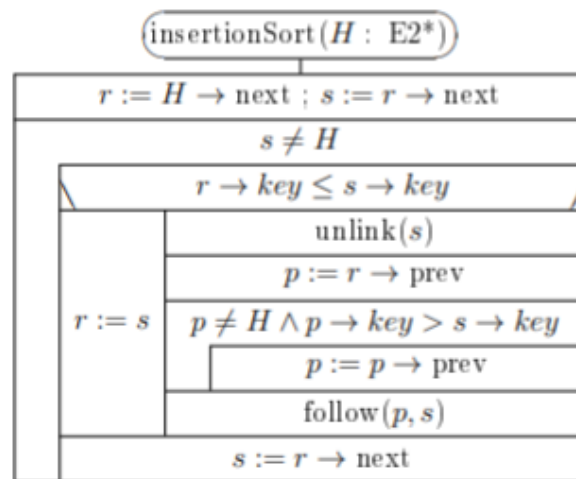 insertionSort(H : E2*)
r := H → next ; s := r → next
s ≠ H
r → key ≤ s → key
r := s
unlink(s)
p := r → prev
p ≠ H ∧ p → key > s → key
p := p → prev
follow(p, s)
s := r → next